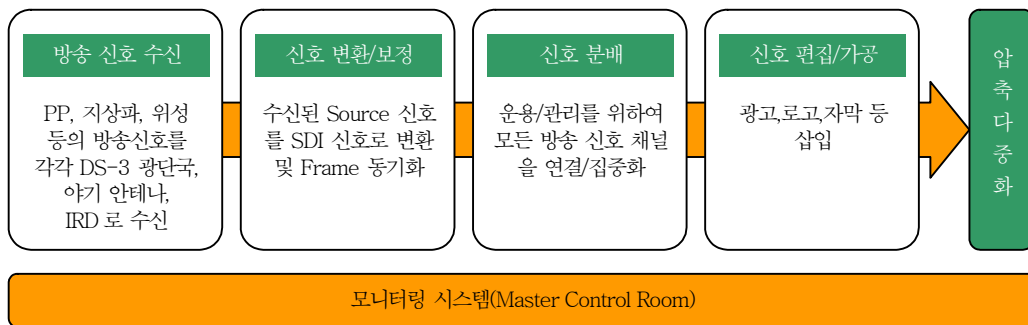 방송 신호 수신
PP, 지상파, 위성
등의 방송신호를
각각 DS-3 광단국,
야기 안테나,
IRD 로 수신
신호 변환/보정
수신된 Source 신호
를 SDI 신호로 변환
및 Frame 동기화
신호 분배
운용/관리를 위하여
모든 방송 신호 채널
을 연결/집중화
신호 편집/가공
광고,로고,자막 등
삽입
압
축
다
중
화
모니터링 시스템(Master Control Room)